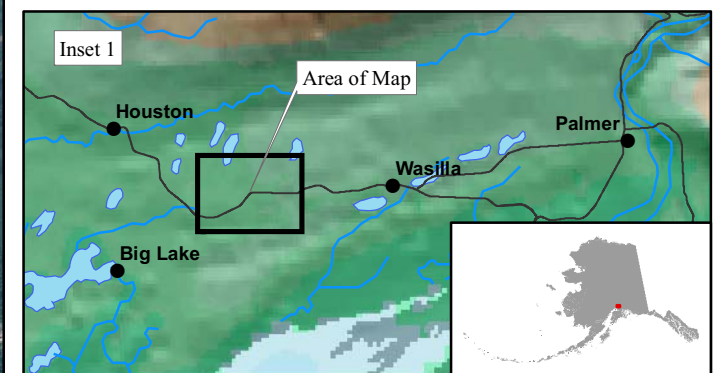 Inset 1
Area of Map
Houston
Palmer
Wasilla
Big Lake